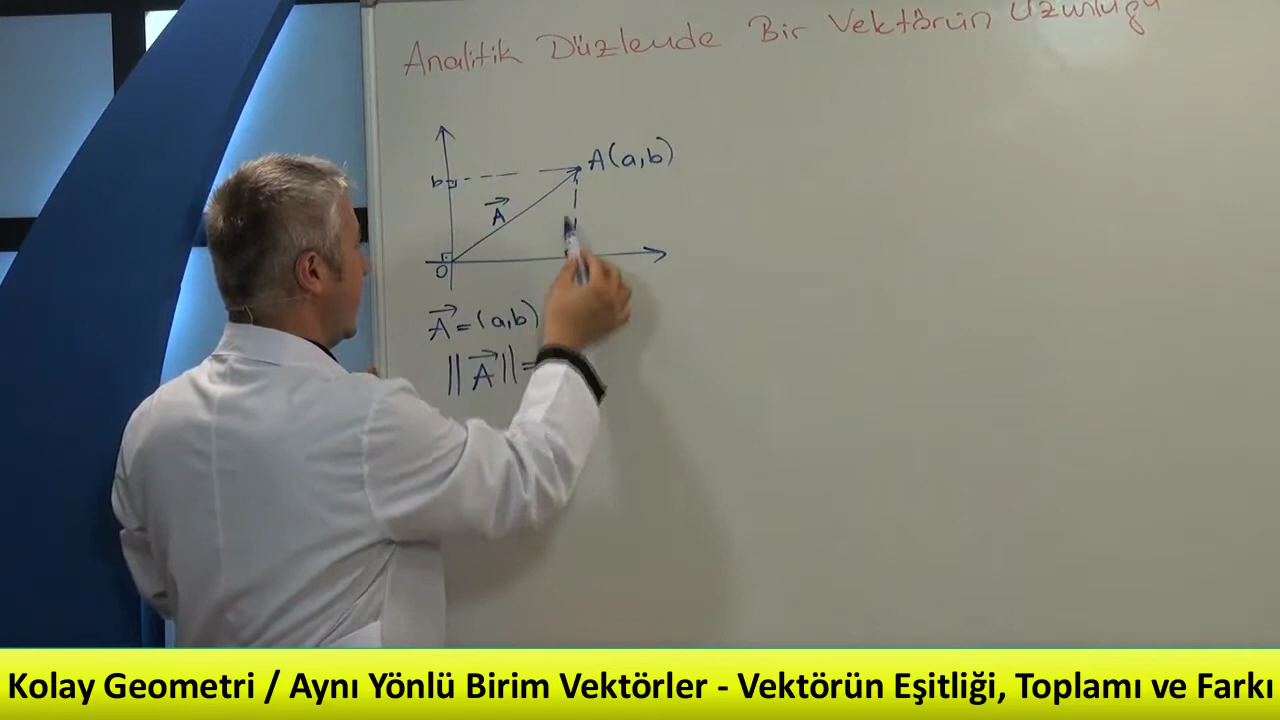 Analitik Düzlemde Bir Vektörün Uzunluğu
A(a,b)
b
A
O
A = (a,b)
||A|| =
Kolay Geometri / Aynı Yönlü Birim Vektörler - Vektörün Eşitliği, Toplamı ve Farkı